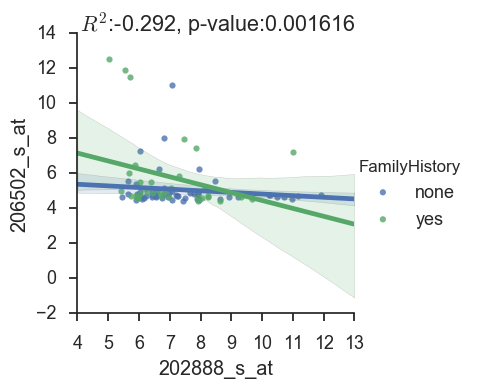 R²:-0.292, p-value:0.001616
14
12
10
8
6
4
2
0
−2
206502_s_at
4 5 6 7 8 9 10 11 12 13
202888_s_at
FamilyHistory
none
yes